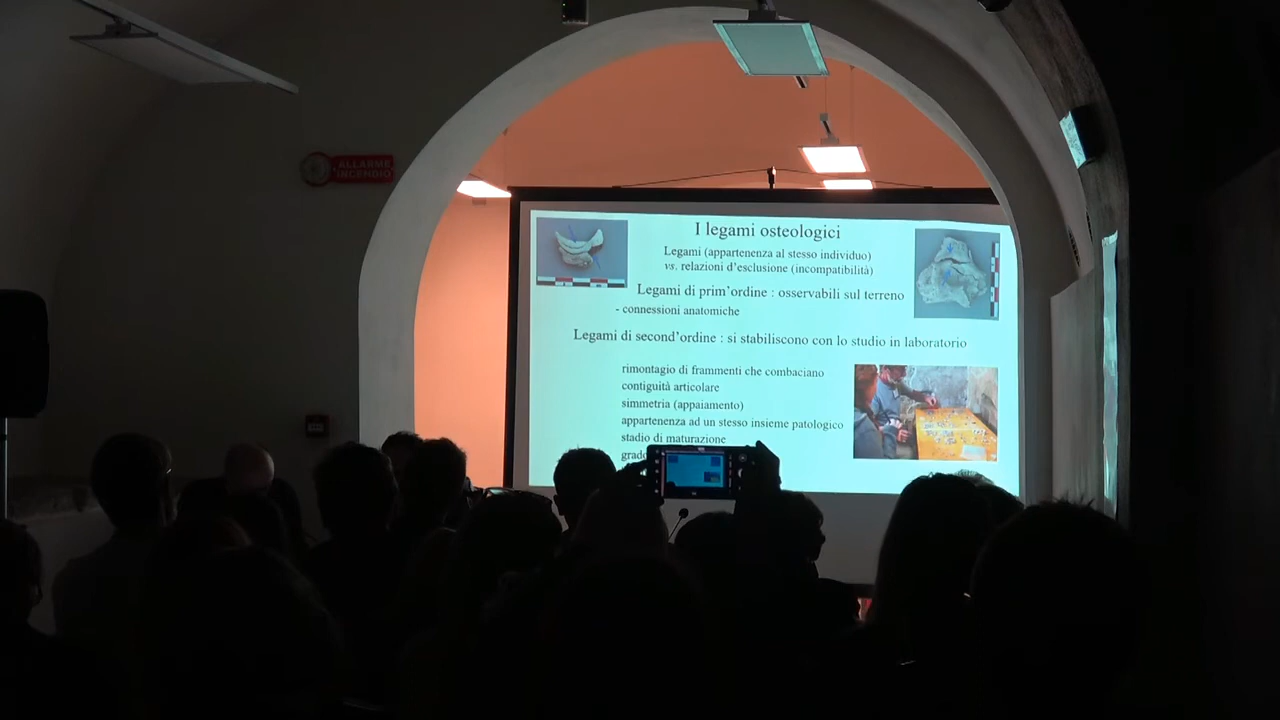 ALLARME
INCENDIO
I legami osteologici
Legami (appartenenza al stesso individuo)
vs. relazioni d'esclusione (incompatibilità)
Legami di prim'ordine : osservabili sul terreno
- connessioni anatomiche
Legami di second'ordine : si stabiliscono con lo studio in laboratorio
rimontagio di frammenti che combaciano
contiguità articolare
simmetria (appaiamento)
appartenenza ad un stesso insieme patologico
stadio di maturazione